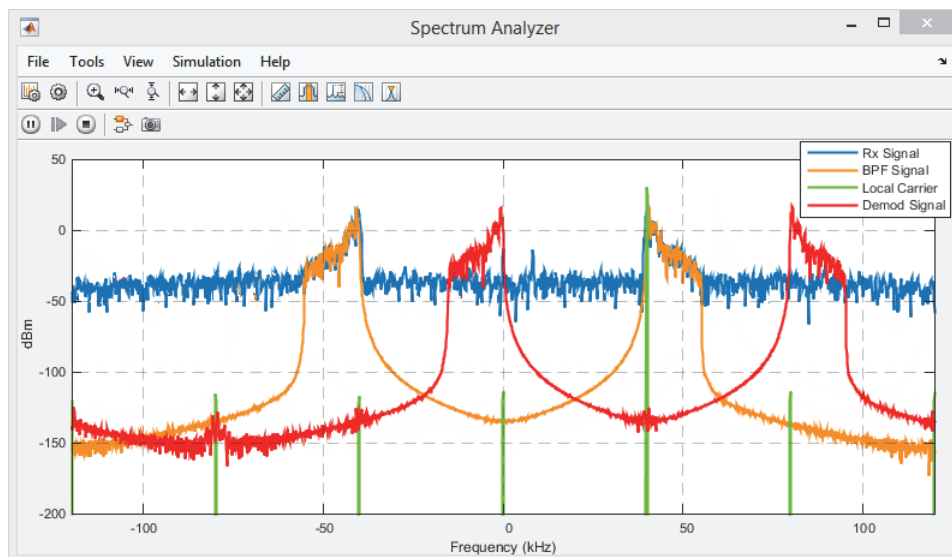 Spectrum Analyzer
File Tools View Simulation Help
50
0
-50
-100
-150
-200
dBm
-100
-50
0
50
100
Frequency (kHz)
Rx Signal
BPF Signal
Local Carrier
Demod Signal